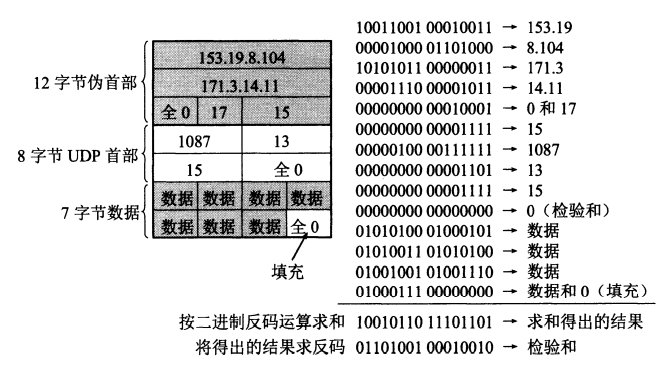 12 字节伪首部
153.19.8.104
171.3.14.11
全 0 17 15
8 字节 UDP 首部
1087 13
15 全 0
7 字节数据
数据 数据 数据 数据
数据 数据 数据 全 0
填充
10011001 00010011 → 153.19
00001000 01101000 → 8.104
10101011 00000011 → 171.3
00001110 00001011 → 14.11
00000000 00010001 → 0 和 17
00000000 00001111 → 15
00000100 00111111 → 1087
00000000 00001101 → 13
00000000 00001111 → 15
00000000 00000000 → 0（检验和）
01010100 01000101 → 数据
01010011 01010100 → 数据
01001001 01001110 → 数据
01000111 00000000 → 数据和 0（填充）
按二进制反码运算求和 10010110 11101101 → 求和得出的结果
将得出的结果求反码 01101001 00010010 → 检验和